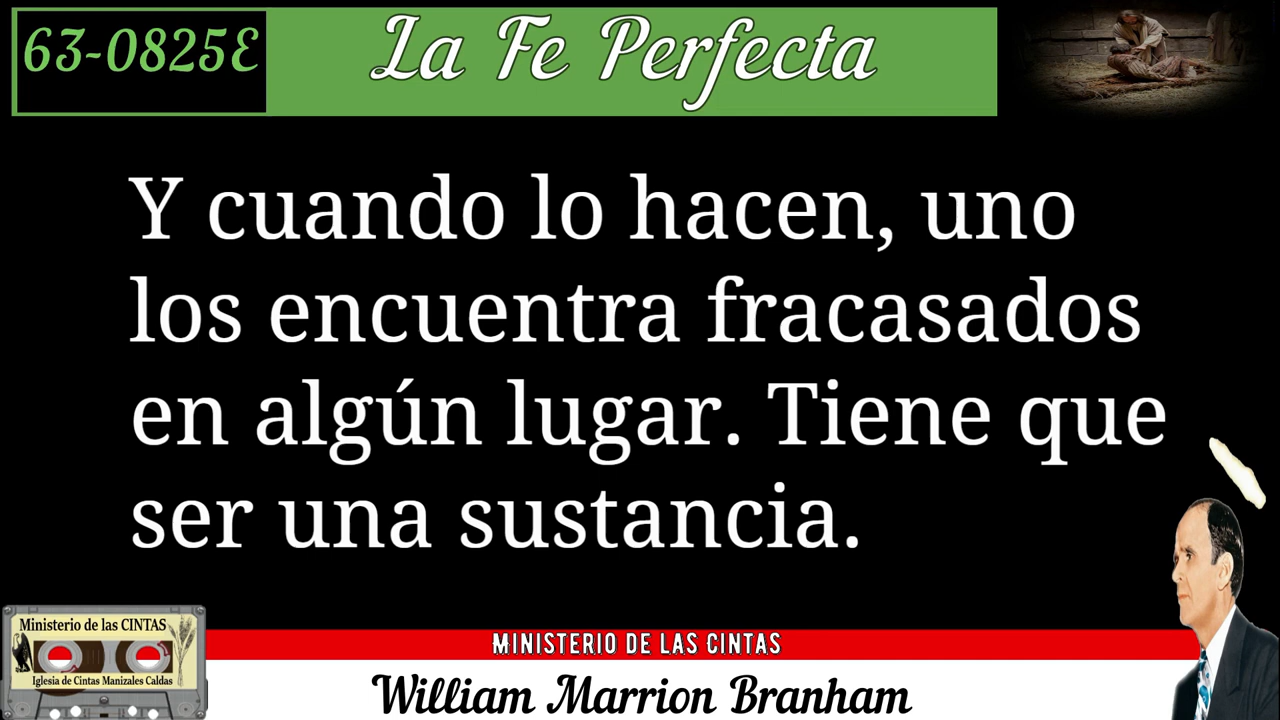 63-0825E
La Fe Perfecta
Y cuando lo hacen, uno
los encuentra fracasados
en algún lugar. Tiene que
ser una sustancia.
Ministerio de las CINTAS
Iglesia de Cintas Manizales Caldas
MINISTERIO DE LAS CINTAS
William Marrion Branham